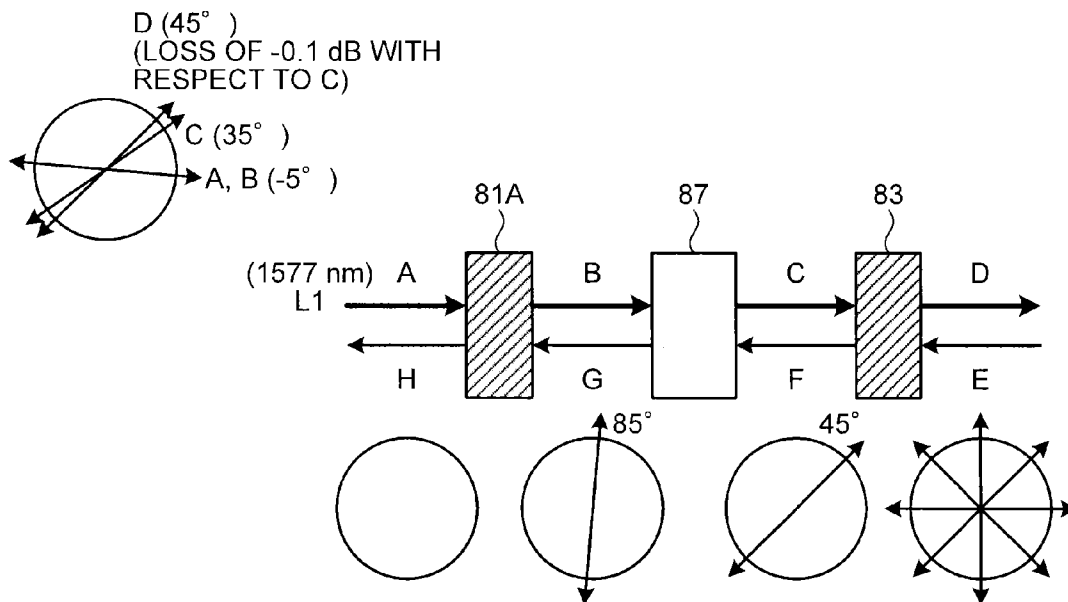 D (45°)
(LOSS OF -0.1 dB WITH
RESPECT TO C)
C (35°)
A, B (-5°)
81A
87
83
(1577 nm)
L1
A
B
C
D
H
G
F
E
85°
45°